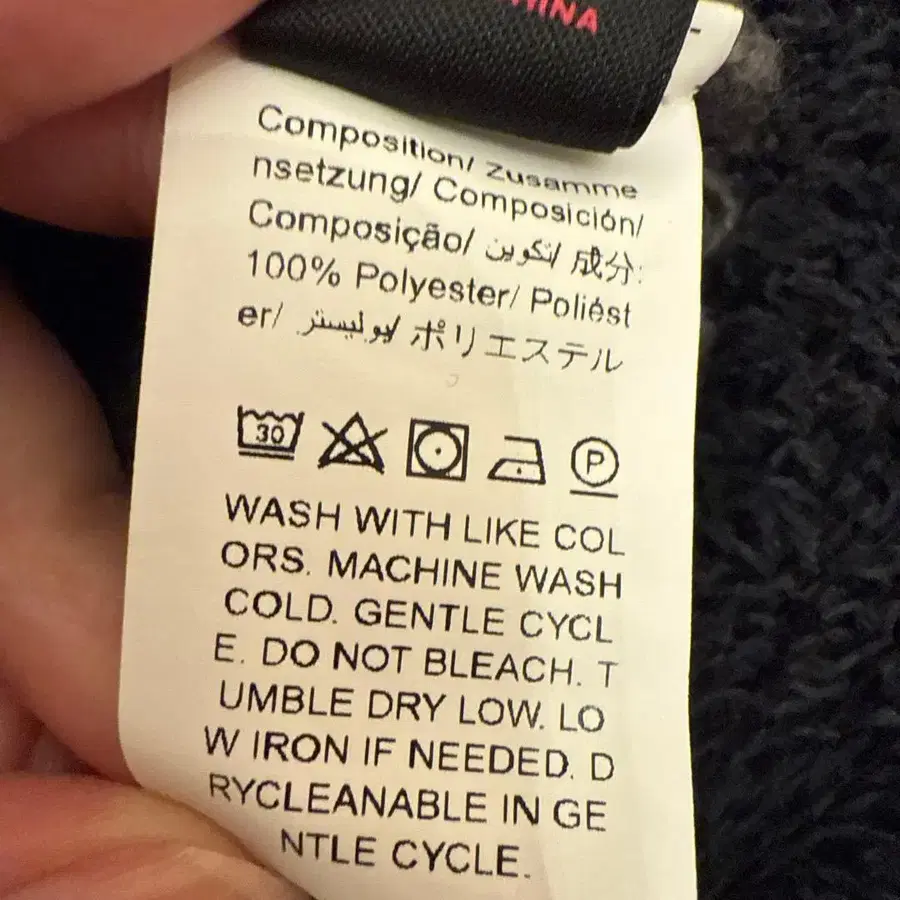 Composition/ Zusamme
nsetzung/ Composición/
Composição/ تكوين/ 成分:
100% Polyester/ Poliést
er/ بوليستر/ ポリエステル
30
P
WASH WITH LIKE COL
ORS. MACHINE WASH
COLD. GENTLE CYCL
E. DO NOT BLEACH. T
UMBLE DRY LOW. LO
W IRON IF NEEDED. D
RYCLEANABLE IN GE
NTLE CYCLE.